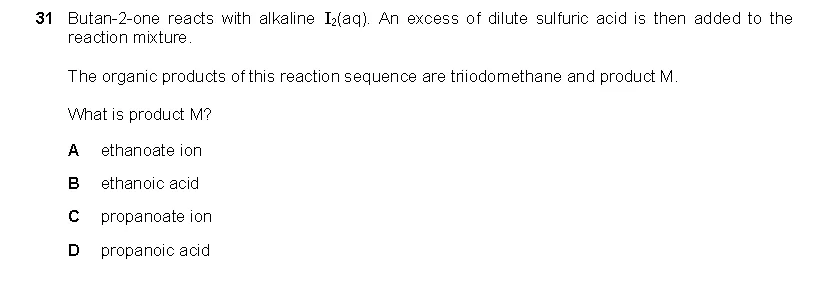 31 Butan-2-one reacts with alkaline I₂(aq). An excess of dilute sulfuric acid is then added to the
reaction mixture.
The organic products of this reaction sequence are triiodomethane and product M.
What is product M?
A ethanoate ion
B ethanoic acid
C propanoate ion
D propanoic acid